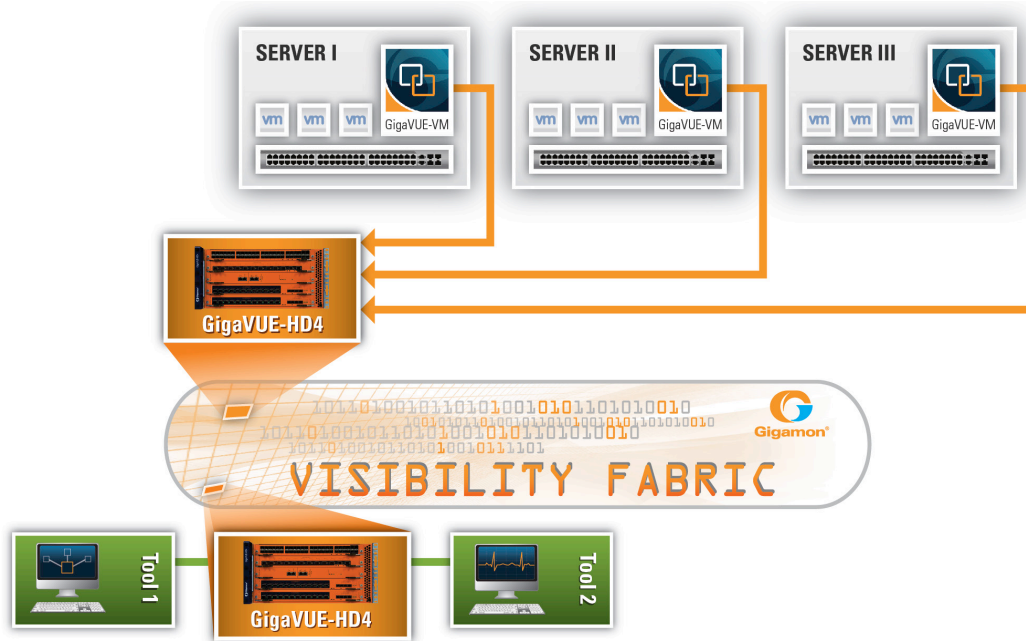 SERVER I
SERVER II
SERVER III
vm vm vm GigaVUE-VM
vm vm vm GigaVUE-VM
vm vm vm GigaVUE-VM
GigaVUE-HD4
Gigamon®
VISIBILITY FABRIC
Tool 1
GigaVUE-HD4
Tool 2